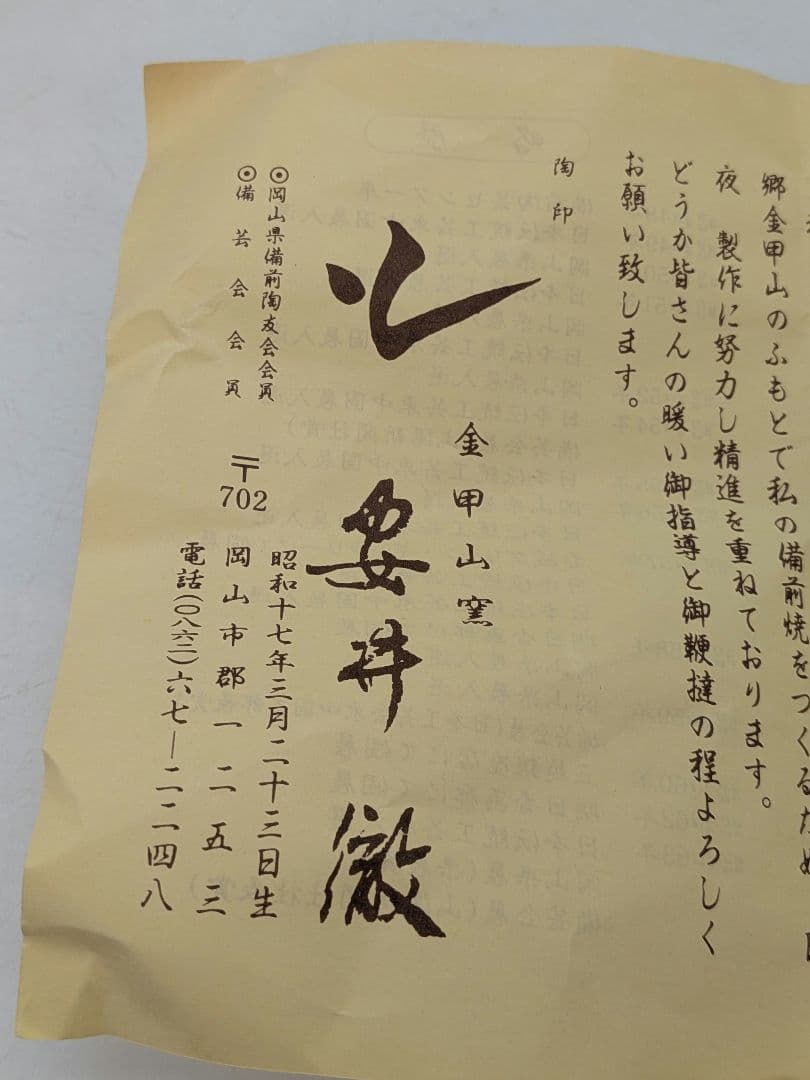 郷金甲山のふもとで私の備前焼をつくるため 日
夜 製作に努力し精進を重ねております。
どうか皆さんの暖い御指導と御鞭撻の程よろしく
お願い致します。
陶印
金甲山窯
要井 徹
昭和十七年三月二十三日生
〒702 岡山市郡一二五三
電話(〇八六二)六七―二二四八
◎岡山県備前陶友会会員
◎備芸会会員